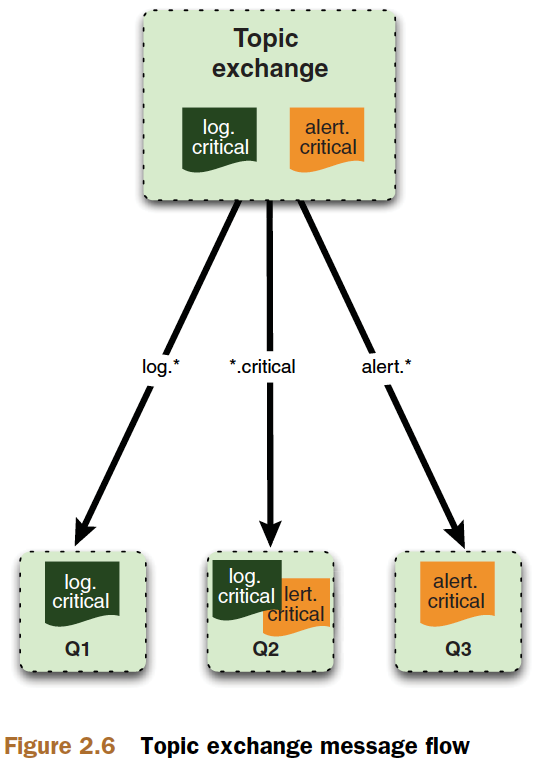 Topic
exchange
log.
critical
alert.
critical
log.*
*.critical
alert.*
log.
critical
Q1
log.
critical
lert.
critical
Q2
alert.
critical
Q3
Figure 2.6 Topic exchange message flow